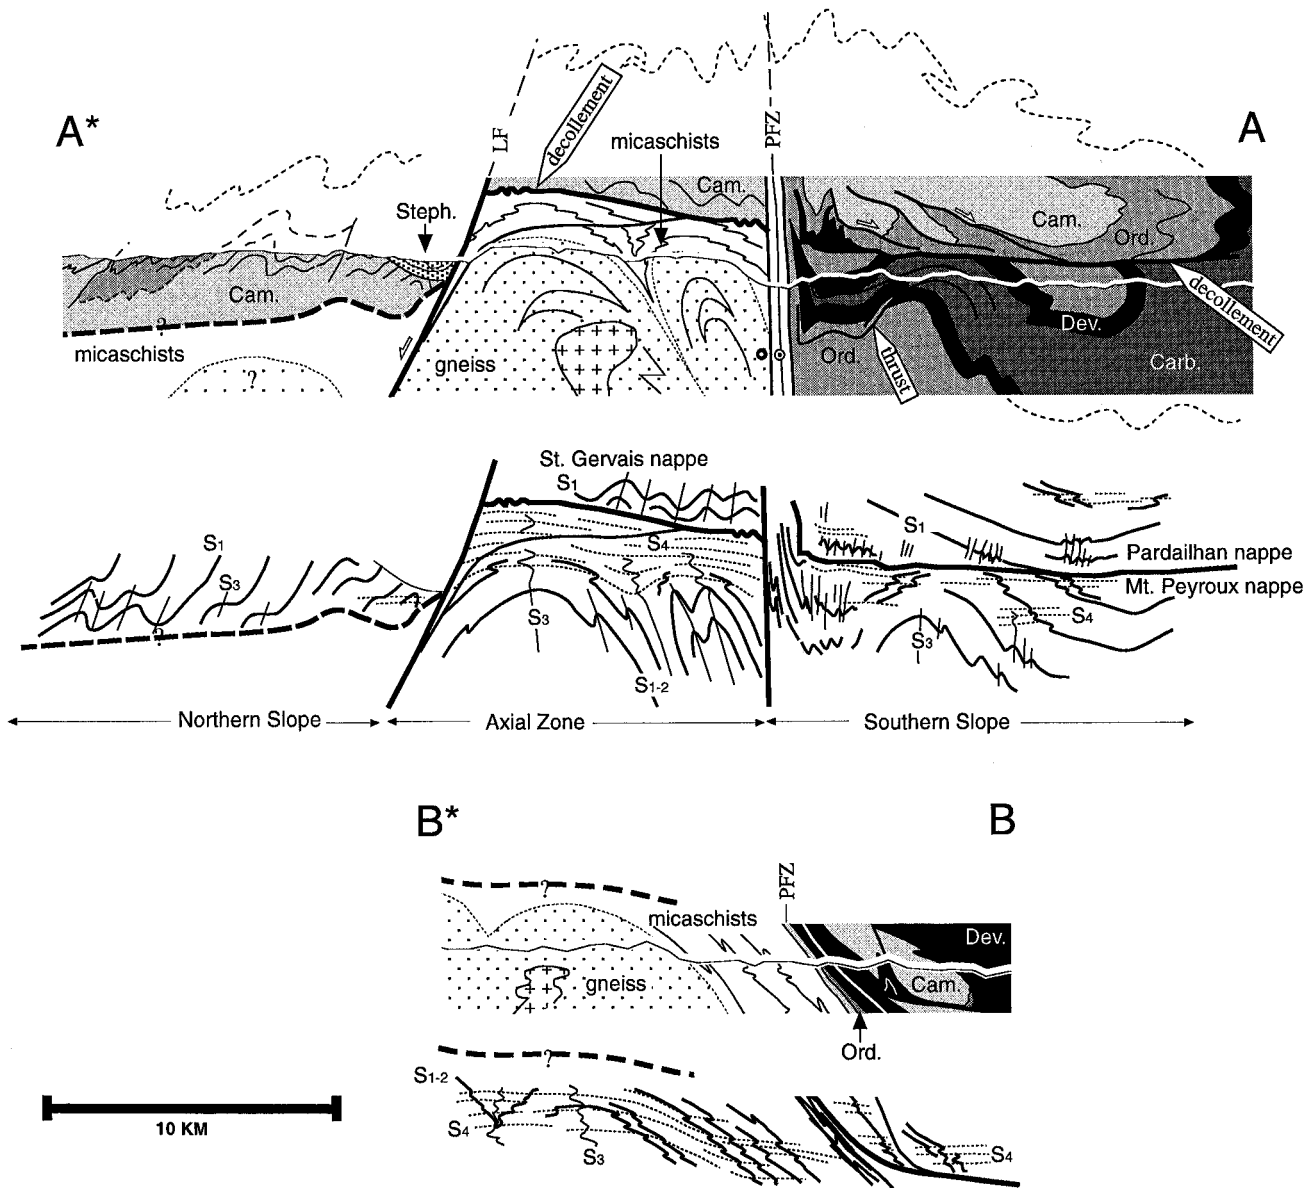 A*
A
LF
decollement
micaschists
PFZ
Steph.
Cam.
Cam.
Ord.
Cam.
?
micaschists
?
gneiss
Ord.
thrust
Dev.
decollement
Carb.
St. Gervais nappe
S1
S1
S1
S4
Pardailhan nappe
Mt. Peyroux nappe
S3
?
S3
S3
S4
S1-2
Northern Slope
Axial Zone
Southern Slope
B*
B
PFZ
?
micaschists
Dev.
gneiss
Cam.
Ord.
?
S1-2
S4
S3
S4
10 KM